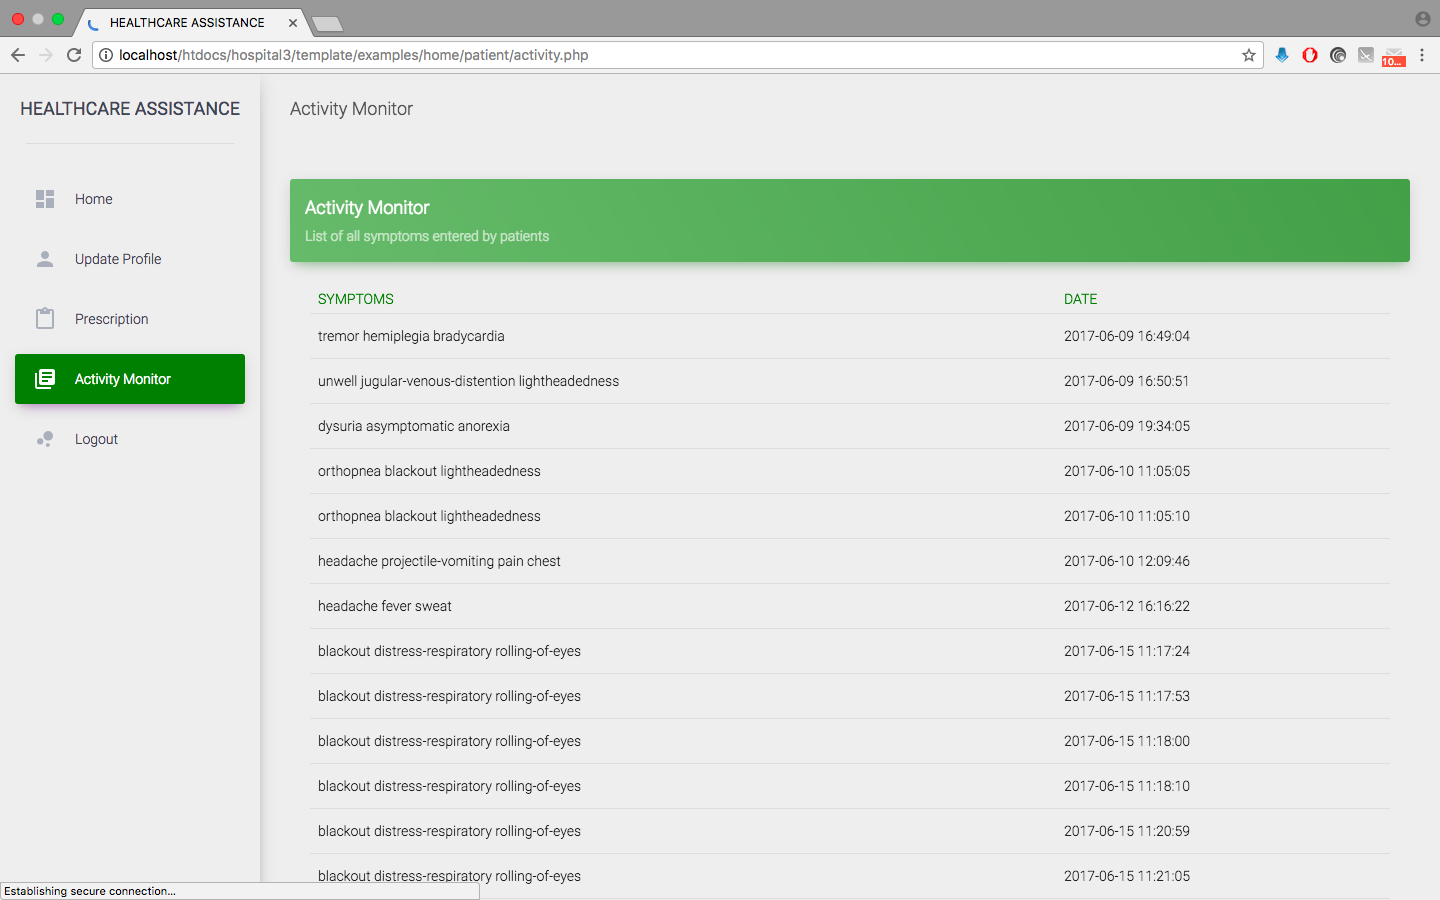 HEALTHCARE ASSISTANCE
localhost/htdocs/hospital3/template/examples/home/patient/activity.php
10...
HEALTHCARE ASSISTANCE
Home
Update Profile
Prescription
Activity Monitor
Logout
Activity Monitor
Activity Monitor
List of all symptoms entered by patients
SYMPTOMS DATE
tremor hemiplegia bradycardia 2017-06-09 16:49:04
unwell jugular-venous-distention lightheadedness 2017-06-09 16:50:51
dysuria asymptomatic anorexia 2017-06-09 19:34:05
orthopnea blackout lightheadedness 2017-06-10 11:05:05
orthopnea blackout lightheadedness 2017-06-10 11:05:10
headache projectile-vomiting pain chest 2017-06-10 12:09:46
headache fever sweat 2017-06-12 16:16:22
blackout distress-respiratory rolling-of-eyes 2017-06-15 11:17:24
blackout distress-respiratory rolling-of-eyes 2017-06-15 11:17:53
blackout distress-respiratory rolling-of-eyes 2017-06-15 11:18:00
blackout distress-respiratory rolling-of-eyes 2017-06-15 11:18:10
blackout distress-respiratory rolling-of-eyes 2017-06-15 11:20:59
blackout distress-respiratory rolling-of-eyes 2017-06-15 11:21:05
Establishing secure connection...